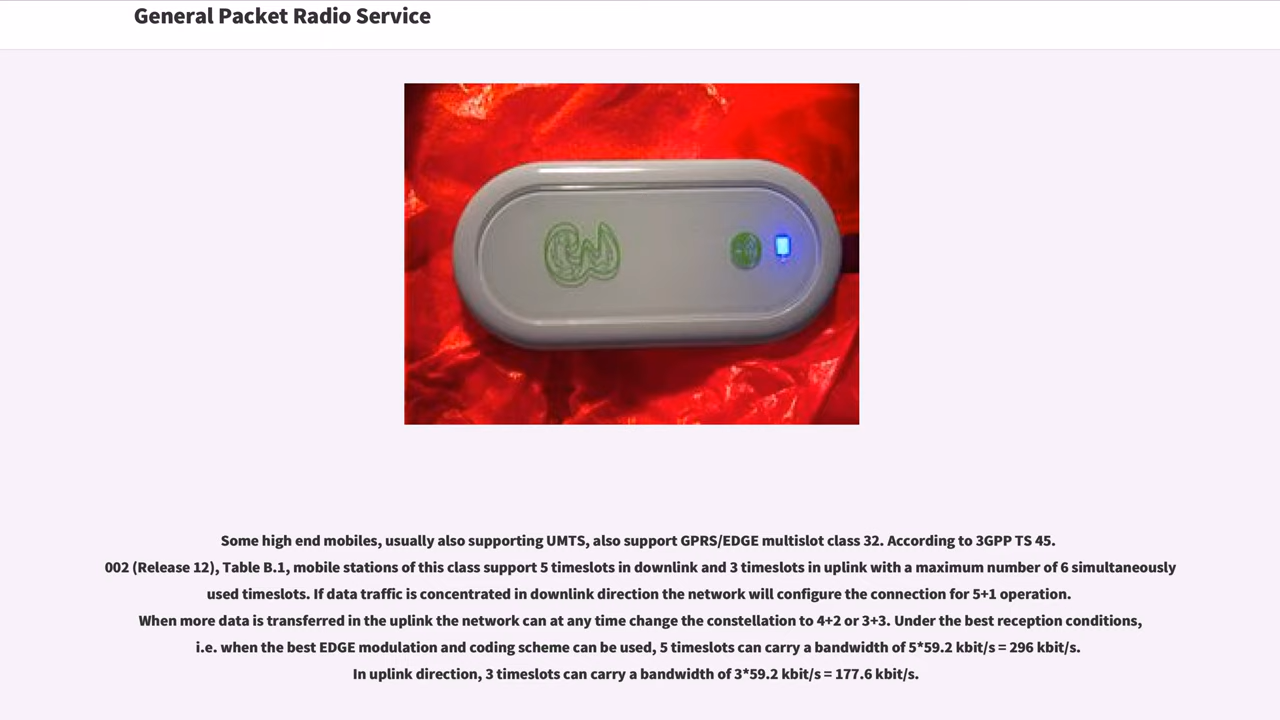 General Packet Radio Service
3
Some high end mobiles, usually also supporting UMTS, also support GPRS/EDGE multislot class 32. According to 3GPP TS 45.
002 (Release 12), Table B.1, mobile stations of this class support 5 timeslots in downlink and 3 timeslots in uplink with a maximum number of 6 simultaneously
used timeslots. If data traffic is concentrated in downlink direction the network will configure the connection for 5+1 operation.
When more data is transferred in the uplink the network can at any time change the constellation to 4+2 or 3+3. Under the best reception conditions,
i.e. when the best EDGE modulation and coding scheme can be used, 5 timeslots can carry a bandwidth of 5*59.2 kbit/s = 296 kbit/s.
In uplink direction, 3 timeslots can carry a bandwidth of 3*59.2 kbit/s = 177.6 kbit/s.